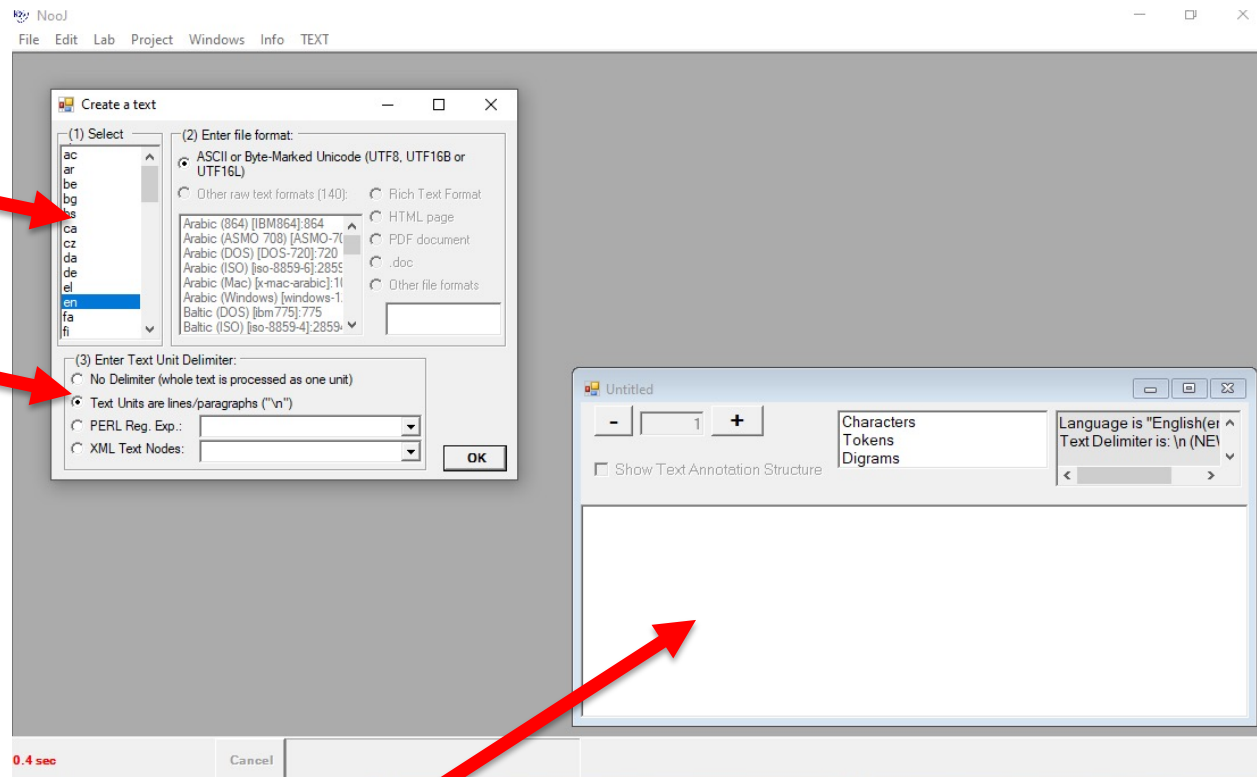 NooJ
File Edit Lab Project Windows Info TEXT
Create a text
(1) Select
ac
ar
be
bg
bs
ca
cz
da
de
el
en
fa
fi
(2) Enter file format:
ASCII or Byte-Marked Unicode (UTF8, UTF16B or
UTF16L)
Other raw text formats (140):
Arabic (864) [IBM864]:864
Arabic (ASMO 708) [ASMO-70
Arabic (DOS) [DOS-720]:720
Arabic (ISO) [iso-8859-6]:2859
Arabic (Mac) [x-mac-arabic]:10
Arabic (Windows) [windows-1
Baltic (DOS) [ibm775]:775
Baltic (ISO) [iso-8859-4]:2859
Rich Text Format
HTML page
PDF document
.doc
Other file formats
(3) Enter Text Unit Delimiter:
No Delimiter (whole text is processed as one unit)
Text Units are lines/paragraphs ("\n")
PERL Reg. Exp.:
XML Text Nodes:
OK
Untitled
- 1 +
Show Text Annotation Structure
Characters
Tokens
Digrams
Language is "English(en
Text Delimiter is: \n (NEW
0.4 sec
Cancel